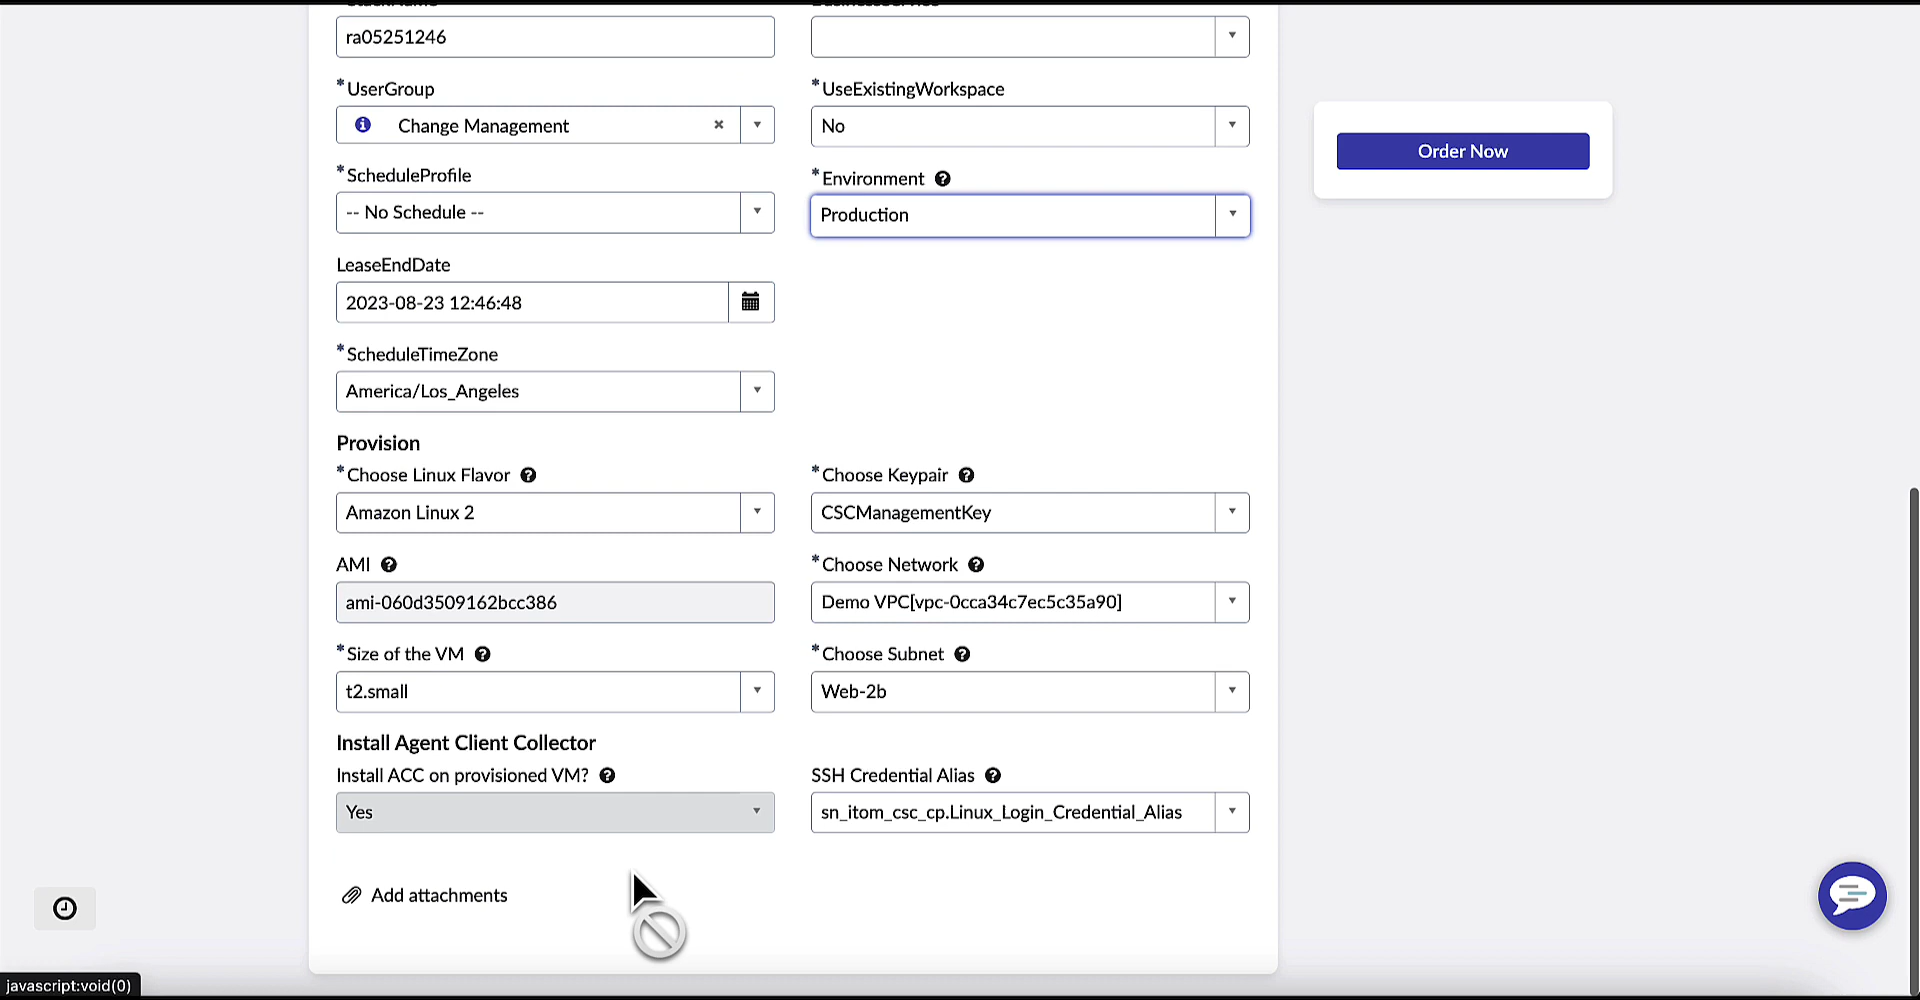 ra05251246
*UserGroup
Change Management
*ScheduleProfile
-- No Schedule --
LeaseEndDate
2023-08-23 12:46:48
*ScheduleTimeZone
America/Los_Angeles
*UseExistingWorkspace
No
*Environment
Production
Order Now
Provision
*Choose Linux Flavor
Amazon Linux 2
AMI
ami-060d3509162bcc386
*Size of the VM
t2.small
*Choose Keypair
CSCManagementKey
*Choose Network
Demo VPC[vpc-0cca34c7ec5c35a90]
*Choose Subnet
Web-2b
Install Agent Client Collector
Install ACC on provisioned VM?
Yes
SSH Credential Alias
sn_itom_csc_cp.Linux_Login_Credential_Alias
Add attachments
javascript:void(0)